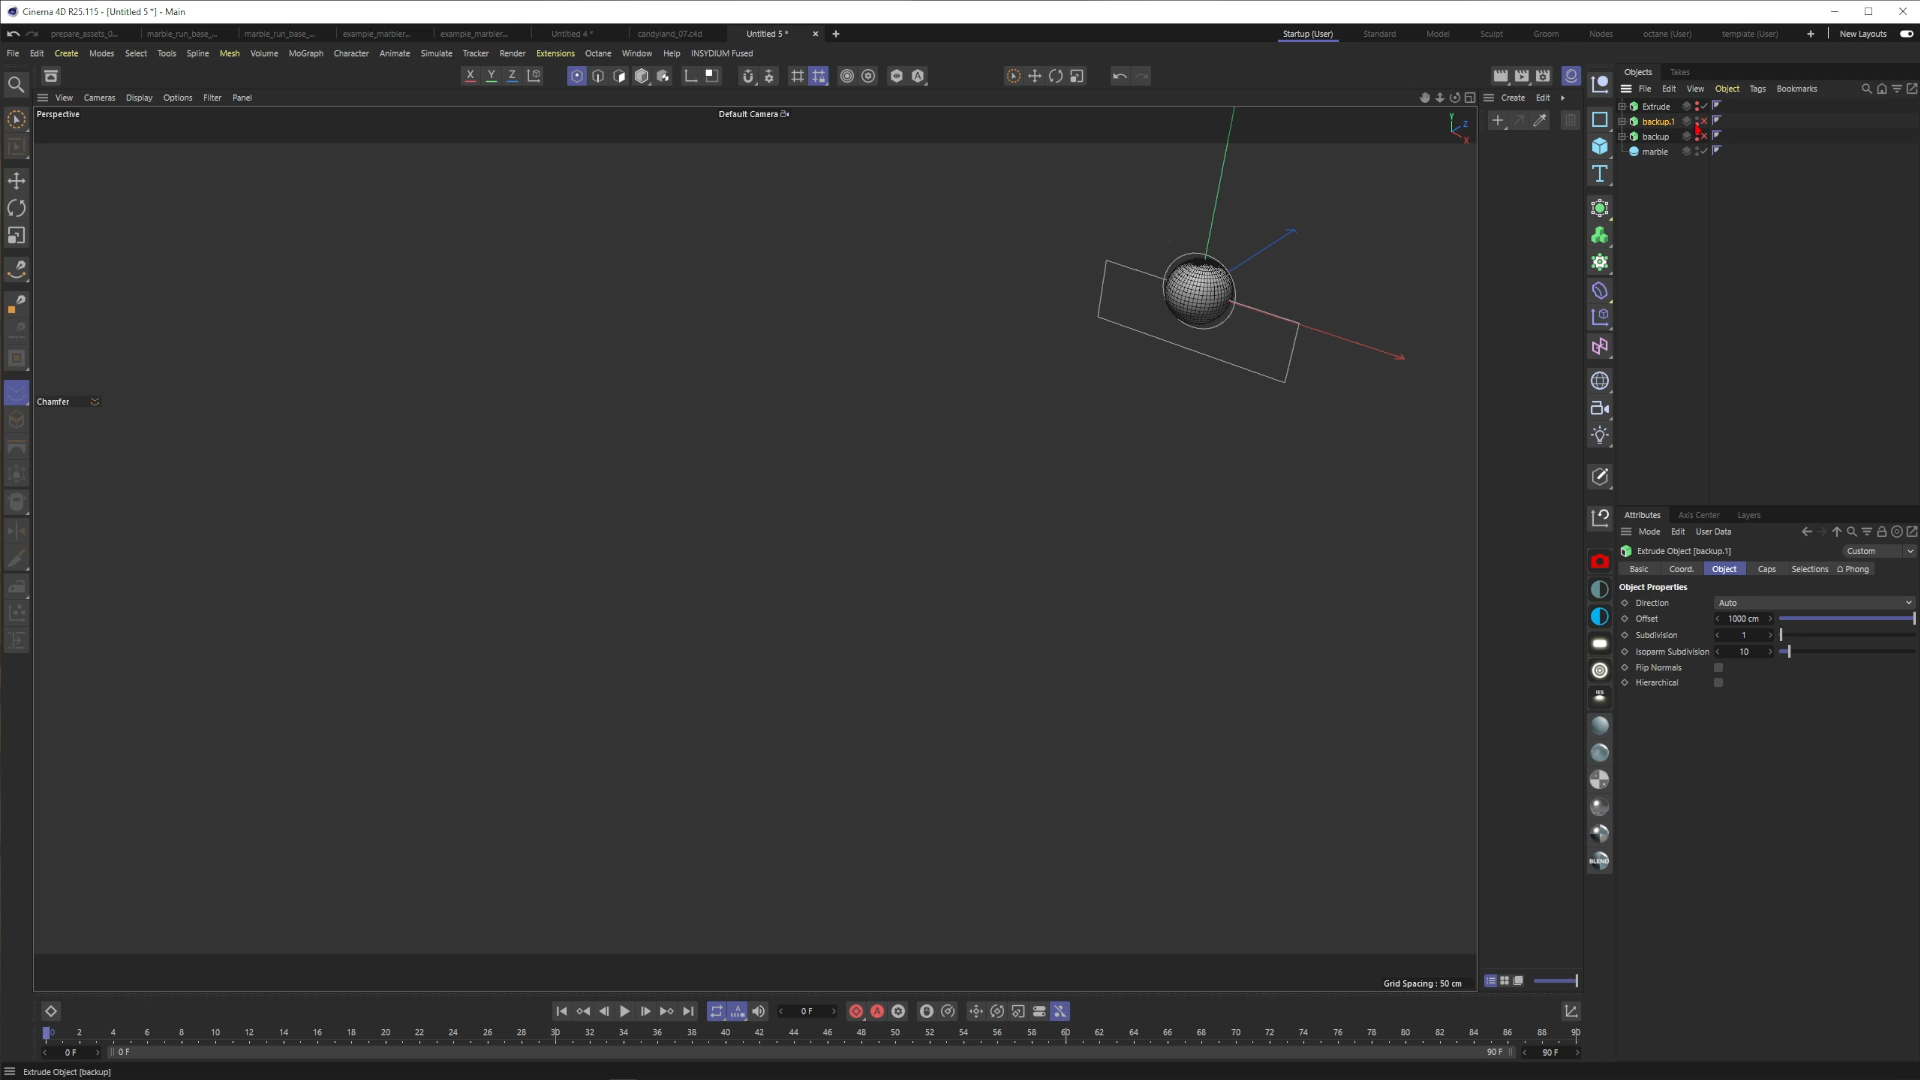 Cinema 4D R25.115 - [Untitled 5 *] - Main
prepare_assets_0... marble_run_base_... marble_run_base_... example_marbier... example_marbier... Untitled 4 * candyland_07.c4d Untitled 5 * Startup (User) Standard Model Sculpt Groom Nodes octane (User) template (User) New Layouts
File Edit Create Modes Select Tools Spline Mesh Volume MoGraph Character Animate Simulate Tracker Render Extensions Octane Window Help INSYDIUM Fused
X Y Z
Objects Takes
File Edit View Object Tags Bookmarks
View Cameras Display Options Filter Panel
Create Edit
Perspective
Default Camera
Y
Z
X
Extrude
backup.1
backup
marble
Chamfer
Attributes Axis Center Layers
Mode Edit User Data
Extrude Object [backup.1] Custom
Basic Coord. Object Caps Selections Phong
Object Properties
Direction Auto
Offset 1000 cm
Subdivision 1
Isoparm Subdivision 10
Flip Normals
Hierarchical
BLEND
Grid Spacing : 50 cm
0 F
0 2 4 6 8 10 12 14 16 18 20 22 24 26 28 30 32 34 36 38 40 42 44 46 48 50 52 54 56 58 60 62 64 66 68 70 72 74 76 78 80 82 84 86 88 90
0 F 0 F 90 F 90 F
Extrude Object [backup]